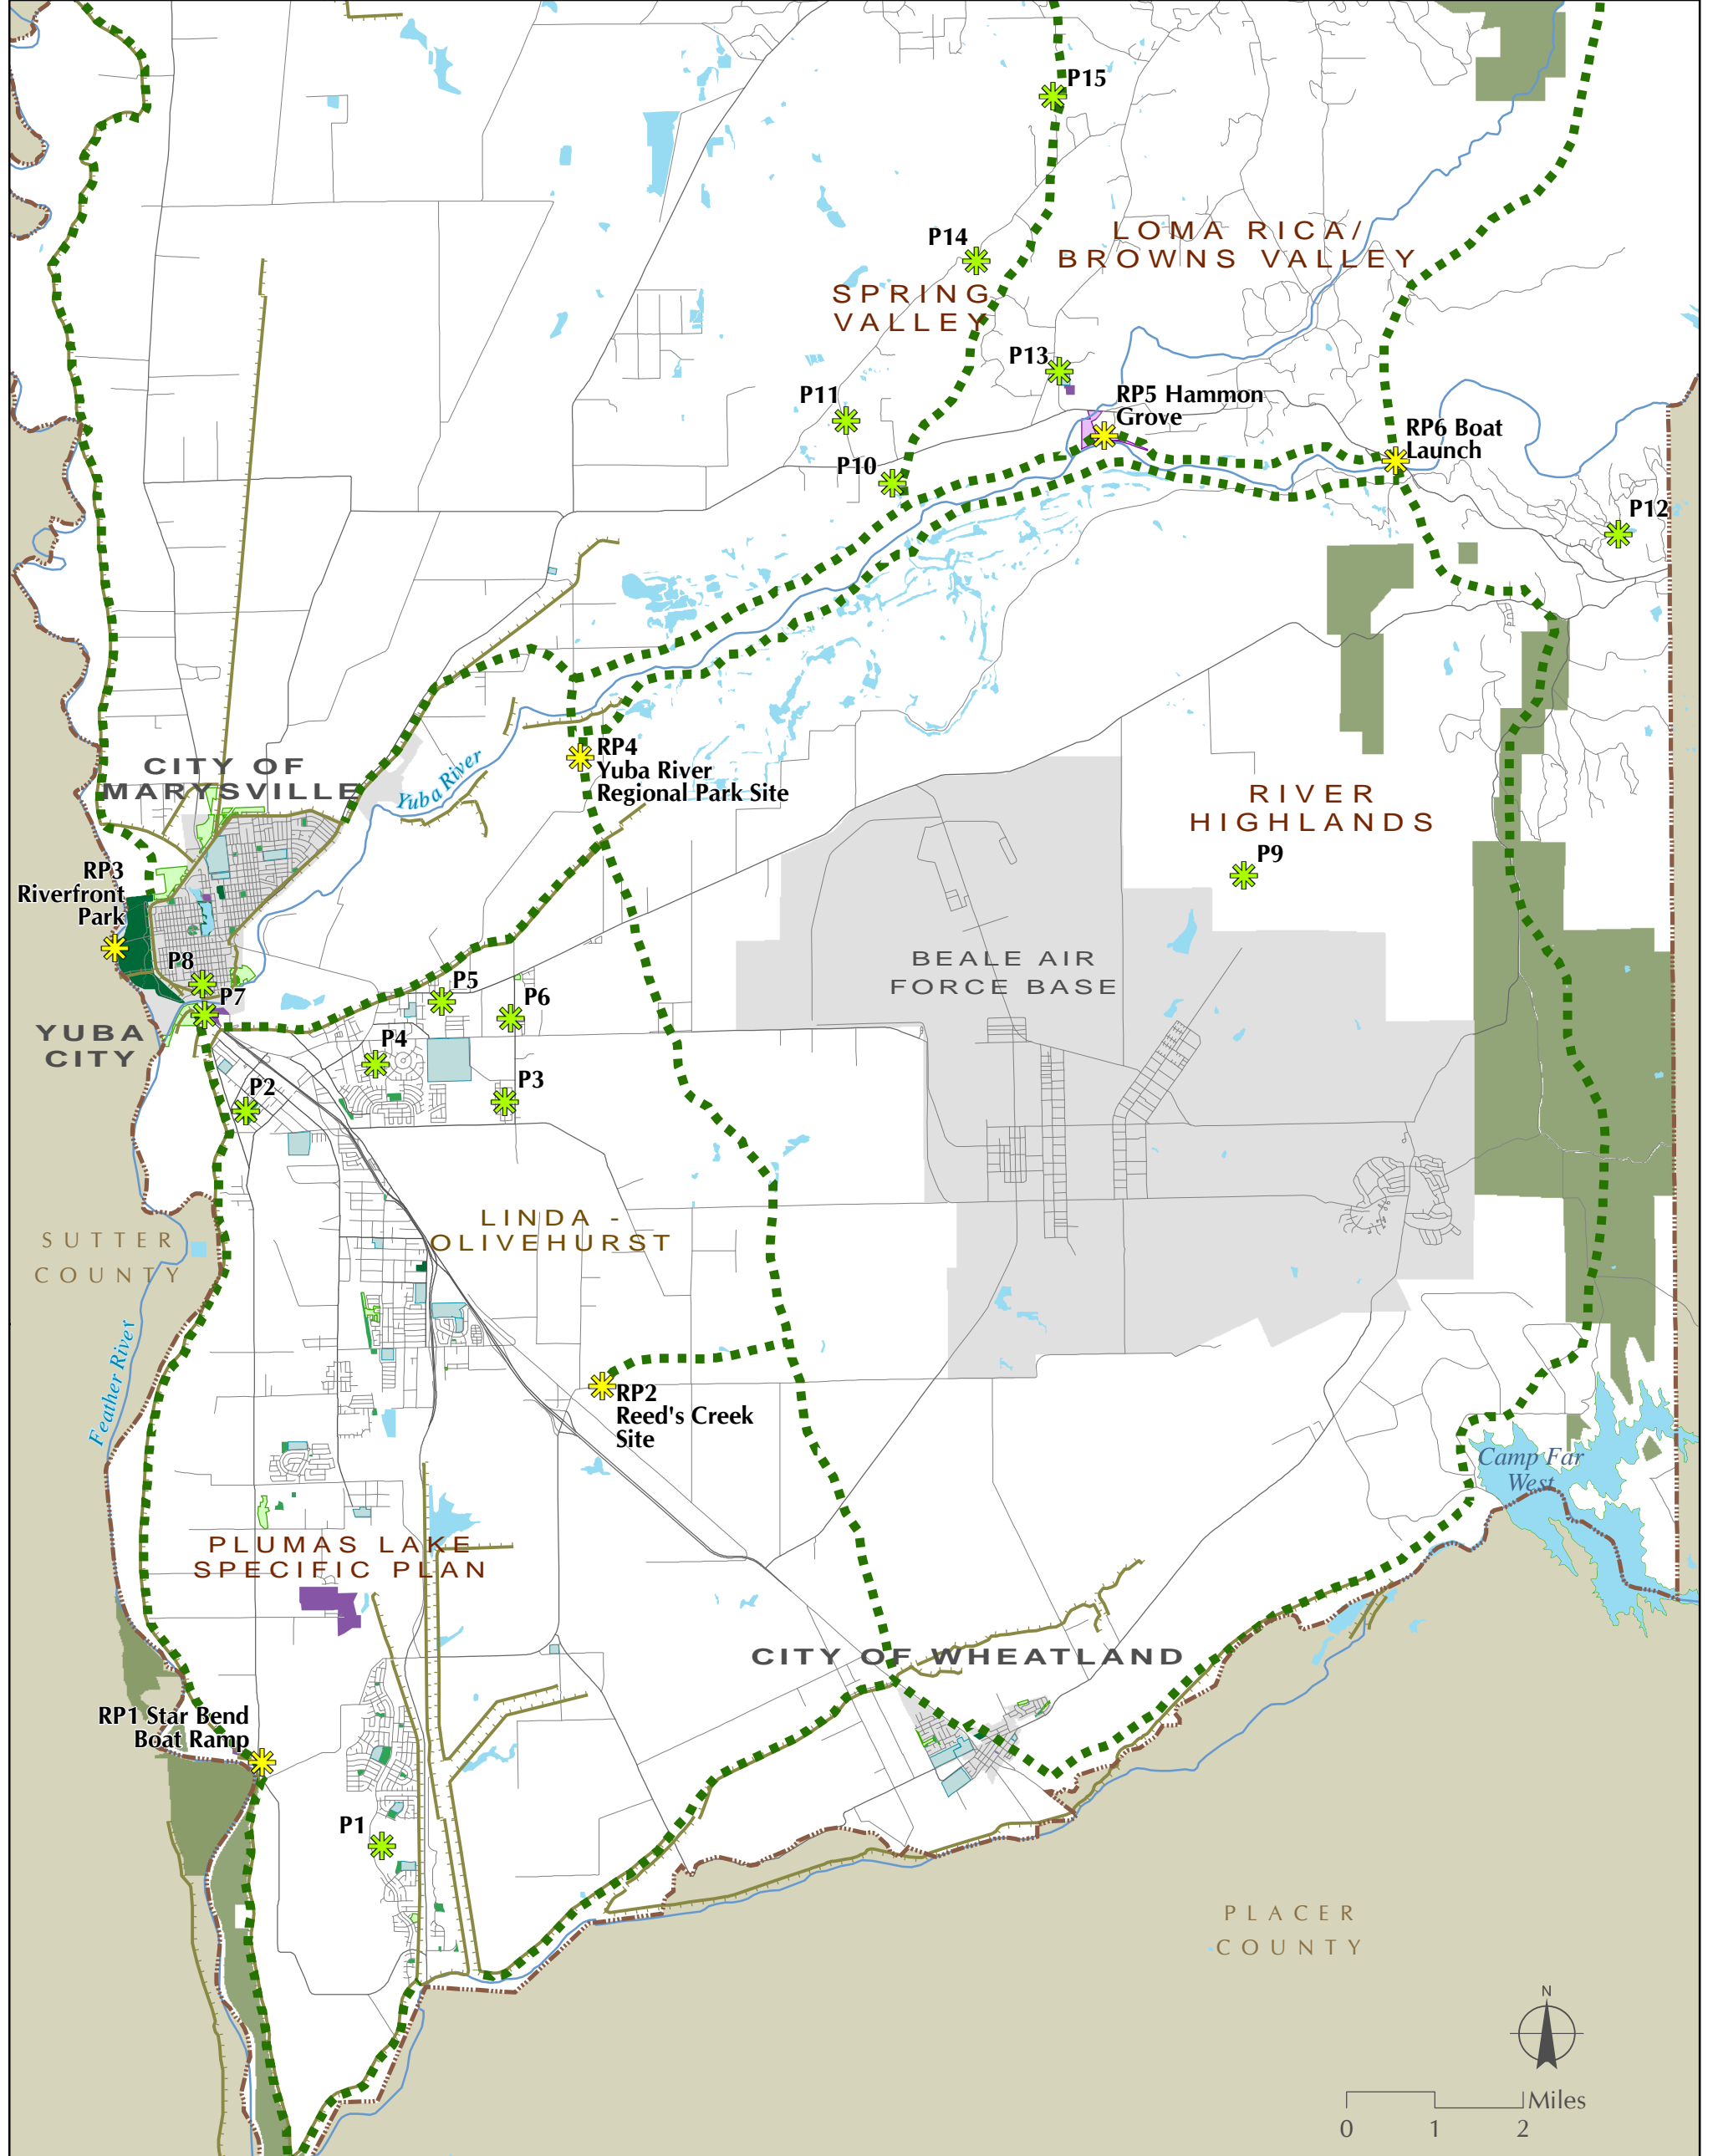 P15
P14
LOMA RICA/
BROWNS VALLEY
SPRING
VALLEY
P13
P11
RP5 Hammon
Grove
RP6 Boat
Launch
P10
P12
RP4
Yuba River
Regional Park Site
Yuba River
CITY OF
MARYSVILLE
RIVER
HIGHLANDS
P9
RP3
Riverfront
Park
P8
P7
P5
P6
BEALE AIR
FORCE BASE
YUBA
CITY
P4
P3
P2
LINDA -
OLIVEHURST
SUTTER
COUNTY
Feather River
RP2
Reed's Creek
Site
Camp Far
West
PLUMAS LAKE
SPECIFIC PLAN
CITY OF WHEATLAND
RP1 Star Bend
Boat Ramp
P1
PLACER
COUNTY
N
Miles
0 1 2